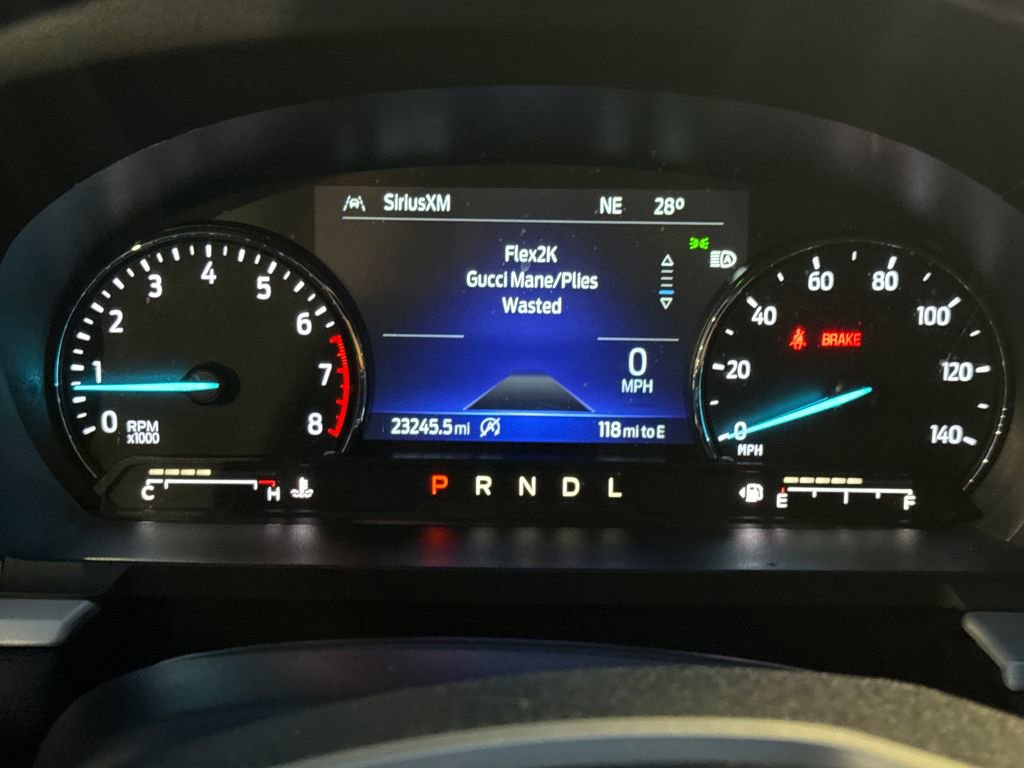 SiriusXM NE 28°
Flex2K
Gucci Mane/Plies
Wasted
0
MPH
23245.5 mi 118 mi to E
0 1 2 3 4 5 6 7 8
RPM
x1000
0 20 40 60 80 100 120 140
MPH
BRAKE
A
C H
P R N D L
E F